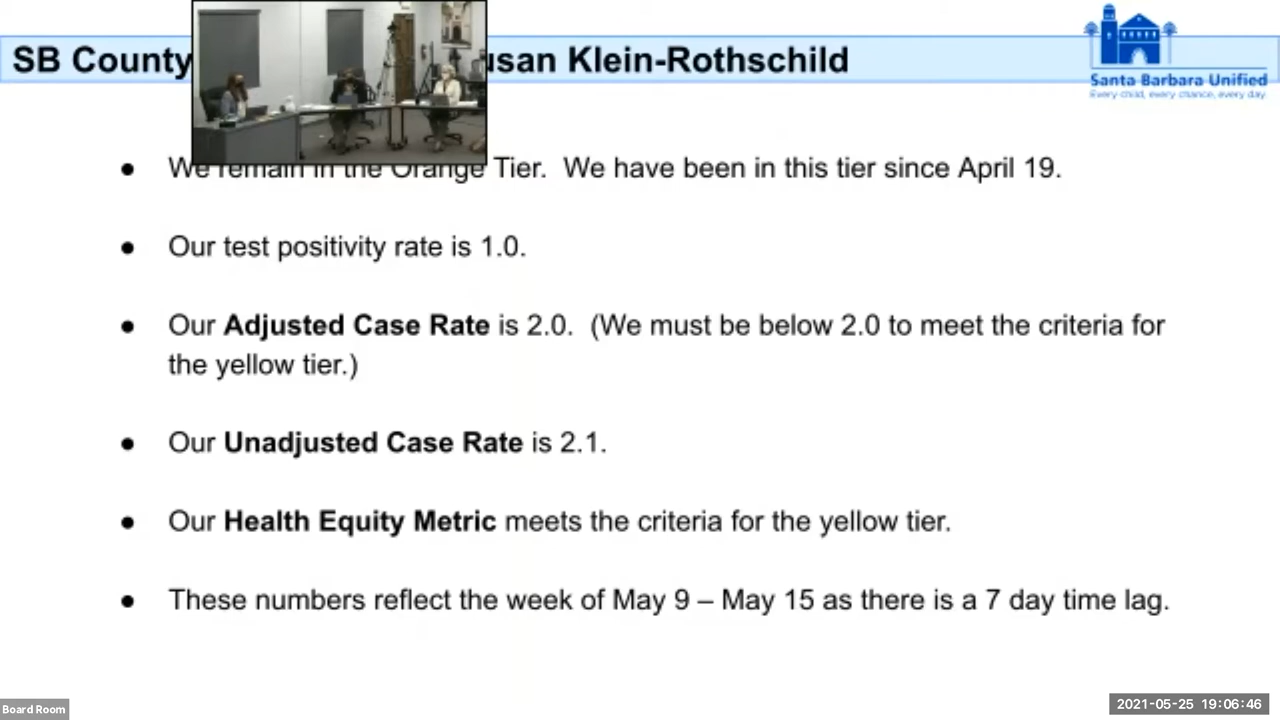 SB County usan Klein-Rothschild
Santa Barbara Unified
Every child, every chance, every day.
● We remain in the Orange Tier. We have been in this tier since April 19.
● Our test positivity rate is 1.0.
● Our Adjusted Case Rate is 2.0. (We must be below 2.0 to meet the criteria for
the yellow tier.)
● Our Unadjusted Case Rate is 2.1.
● Our Health Equity Metric meets the criteria for the yellow tier.
● These numbers reflect the week of May 9 – May 15 as there is a 7 day time lag.
Board Room
2021-05-25 19:06:46